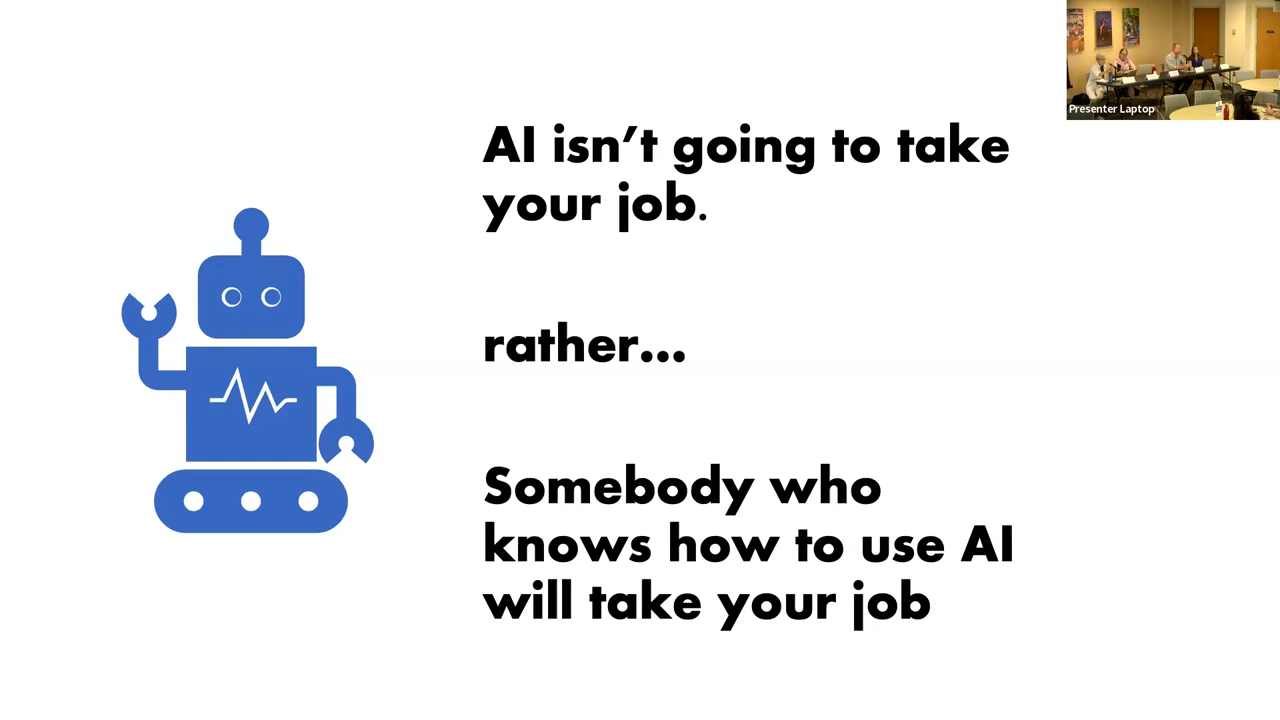 AI isn’t going to take
your job.
rather...
Somebody who
knows how to use AI
will take your job
Presenter Laptop